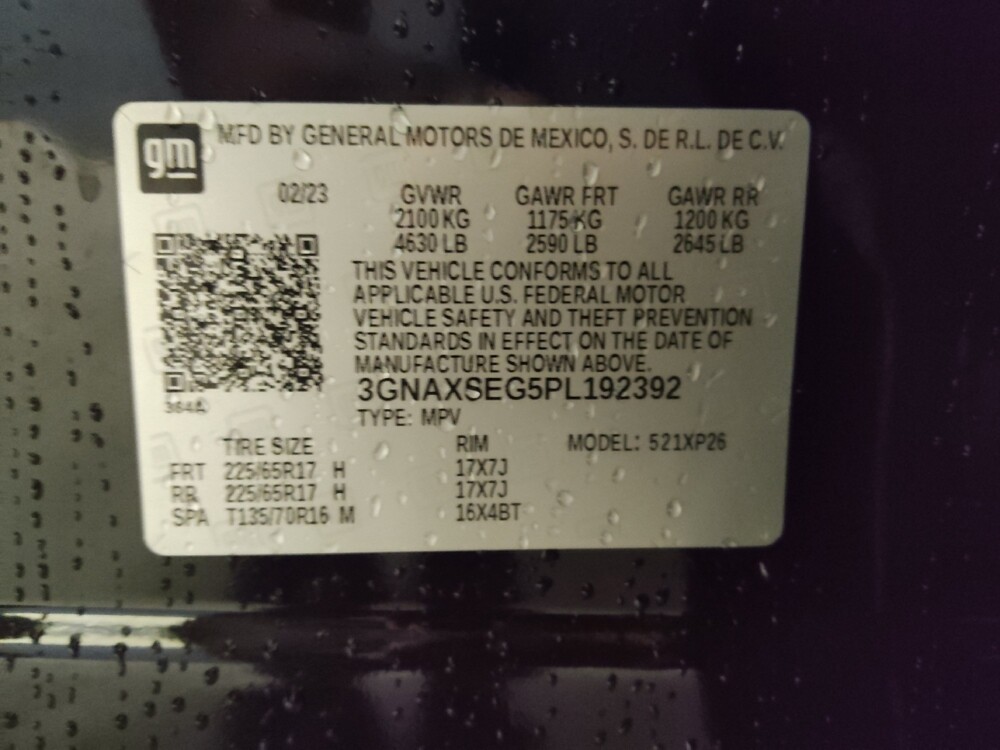 gm
MFD BY GENERAL MOTORS DE MEXICO, S. DE R.L. DE C.V.
02/23 GVWR GAWR FRT GAWR RR
2100 KG 1175 KG 1200 KG
4630 LB 2590 LB 2645 LB
THIS VEHICLE CONFORMS TO ALL
APPLICABLE U.S. FEDERAL MOTOR
VEHICLE SAFETY AND THEFT PREVENTION
STANDARDS IN EFFECT ON THE DATE OF
MANUFACTURE SHOWN ABOVE.
3GNAXSEG5PL192392
TYPE: MPV
TIRE SIZE RIM MODEL: 521XP26
FRT 225/65R17 H 17X7J
RR 225/65R17 H 17X7J
SPA T135/70R16 M 16X4BT